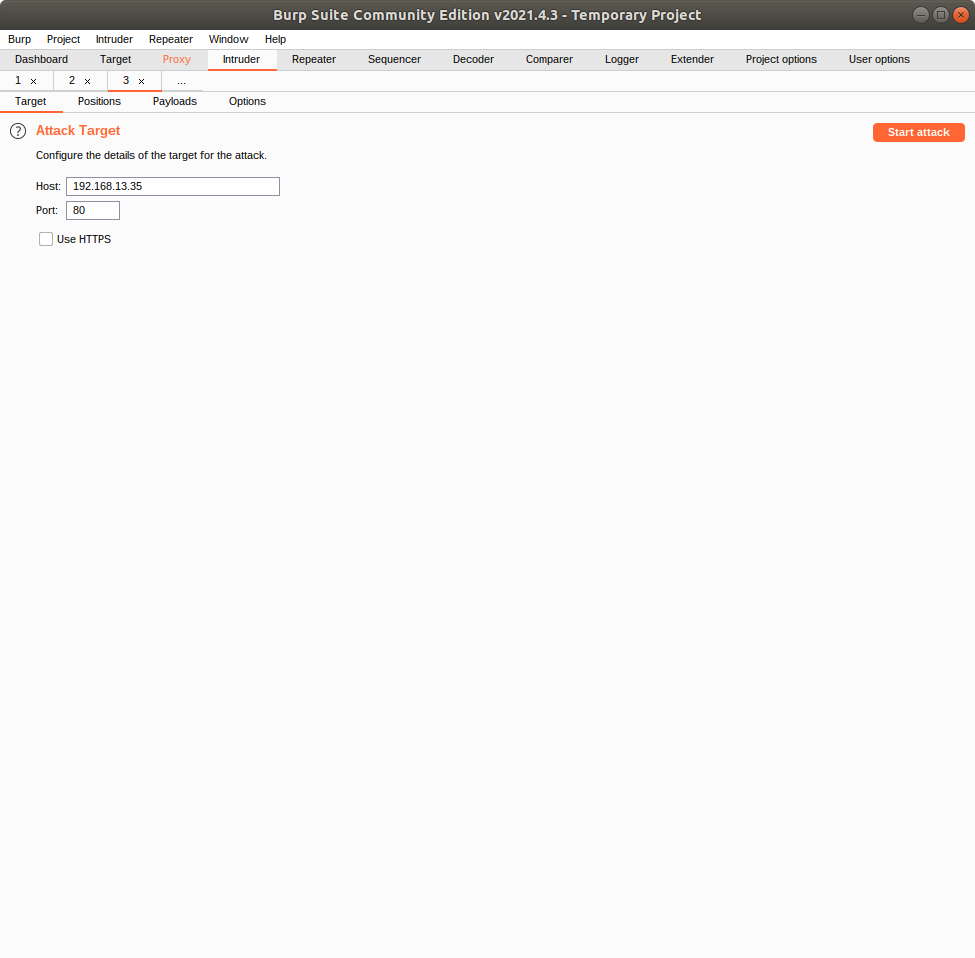 Burp Suite Community Edition v2021.4.3 - Temporary Project
Burp Project Intruder Repeater Window Help
Dashboard Target Proxy Intruder Repeater Sequencer Decoder Comparer Logger Extender Project options User options
1 × 2 × 3 × ...
Target Positions Payloads Options
? Attack Target Start attack
Configure the details of the target for the attack.
Host: 192.168.13.35
Port: 80
Use HTTPS